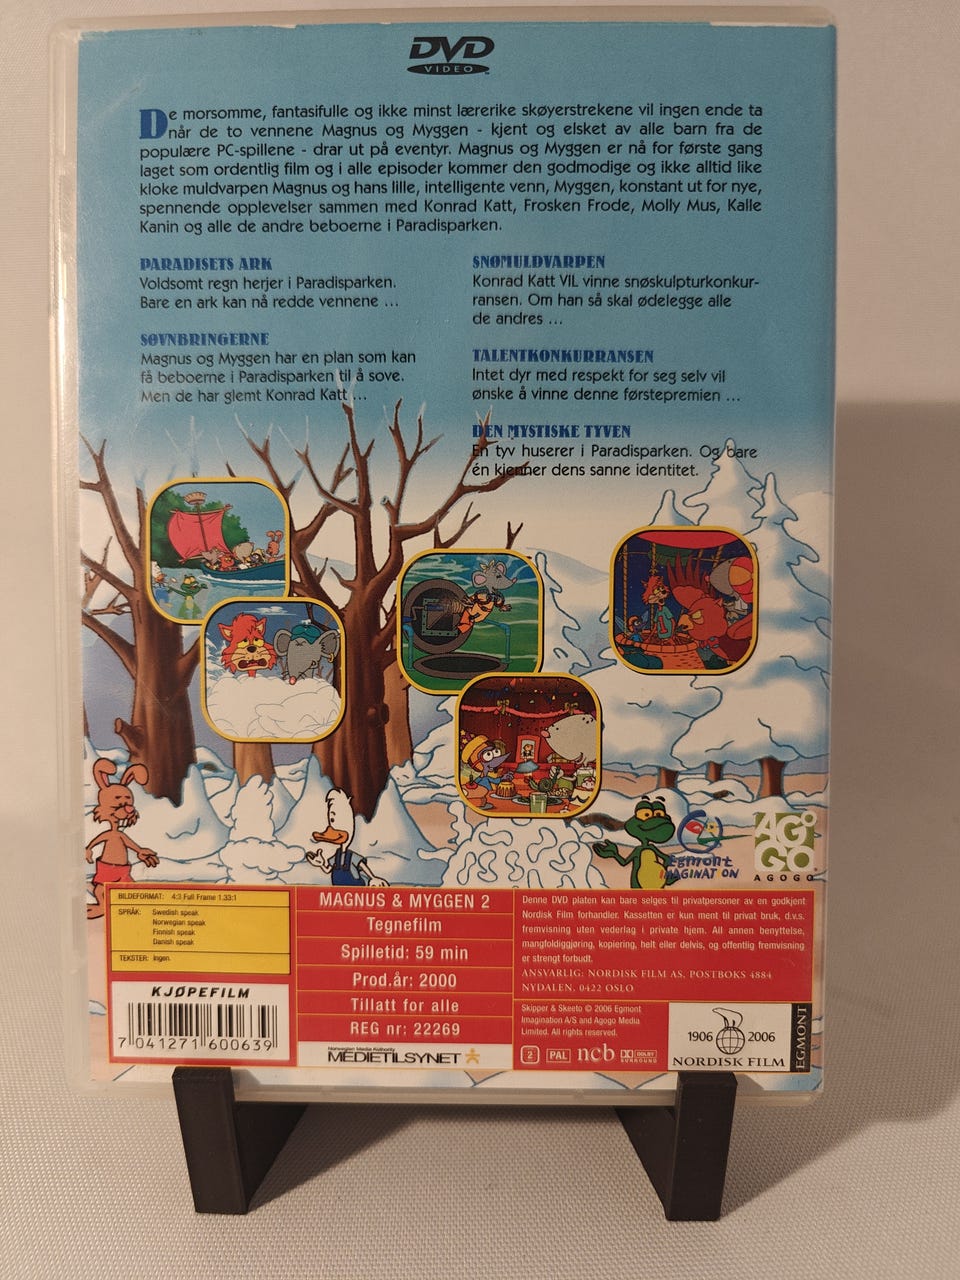 DVD
VIDEO
De morsomme, fantasifulle og ikke minst lærerike skøyerstrekene vil ingen ende ta
når de to vennene Magnus og Myggen - kjent og elsket av alle barn fra de
populære PC-spillene - drar ut på eventyr. Magnus og Myggen er nå for første gang
laget som ordentlig film og i alle episoder kommer den godmodige og ikke alltid like
kloke muldvarpen Magnus og hans lille, intelligente venn, Myggen, konstant ut for nye,
spennende opplevelser sammen med Konrad Katt, Frosken Frode, Molly Mus, Kalle
Kanin og alle de andre beboerne i Paradisparken.
PARADISETS ARK
Voldsomt regn herjer i Paradisparken.
Bare en ark kan nå redde vennene ...
SØVNBRINGERNE
Magnus og Myggen har en plan som kan
få beboerne i Paradisparken til å sove.
Men de har glemt Konrad Katt ...
SNØMULDVARPEN
Konrad Katt VIL vinne snøskulpturkonkur-
ransen. Om han så skal ødelegge alle
de andres ...
TALENTKONKURRANSEN
Intet dyr med respekt for seg selv vil
ønske å vinne denne førstepremien ...
DEN MYSTISKE TYVEN
En tyv huserer i Paradisparken. Og bare
én kjenner dens sanne identitet.
Egmont
IMAGINATION
AGO
GO
AGOGO
BILDEFORMAT: 4:3 Full Frame 1.33:1
SPRÅK: Swedish speak
Norwegian speak
Finnish speak
Danish speak
TEKSTER: Ingen
KJØPEFILM
7 041271 600639
MAGNUS & MYGGEN 2
Tegnefilm
Spilletid: 59 min
Prod.år: 2000
Tillatt for alle
REG nr: 22269
Norwegian Media Authority
MEDIETILSYNET
Denne DVD platen kan bare selges til privatpersoner av en godkjent
Nordisk Film forhandler. Kassetten er kun ment til privat bruk, d.v.s.
fremvisning uten vederlag i private hjem. All annen benyttelse,
mangfoldiggjøring, kopiering, helt eller delvis, og offentlig fremvisning
er strengt forbudt.
ANSVARLIG: NORDISK FILM AS, POSTBOKS 4884
NYDALEN, 0422 OSLO
Skipper & Skeeto © 2006 Egmont
Imagination A/S and Agogo Media
Limited. All rights reserved.
2 PAL ncb DOLBY
SURROUND
1906 2006
NORDISK FILM
EGMONT